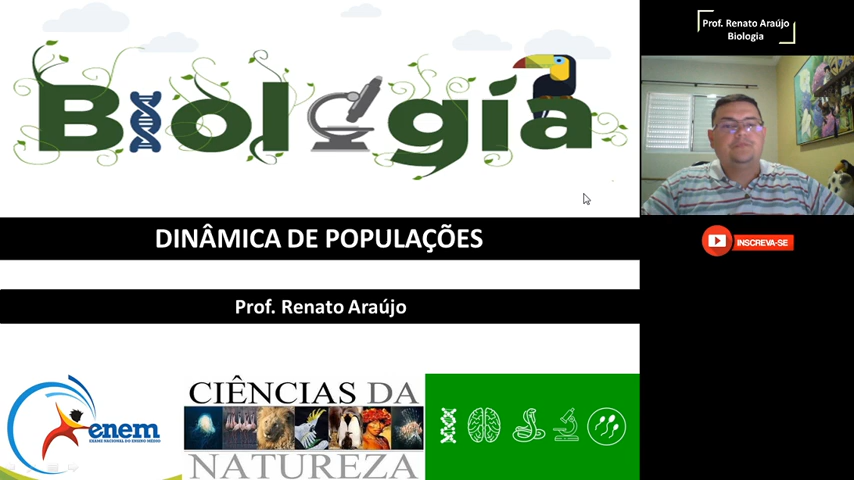 Biologia
Prof. Renato Araújo
Biologia
DINÂMICA DE POPULAÇÕES
INSCREVA-SE
Prof. Renato Araújo
enem
EXAME NACIONAL DO ENSINO MÉDIO
CIÊNCIAS DA
NATUREZA